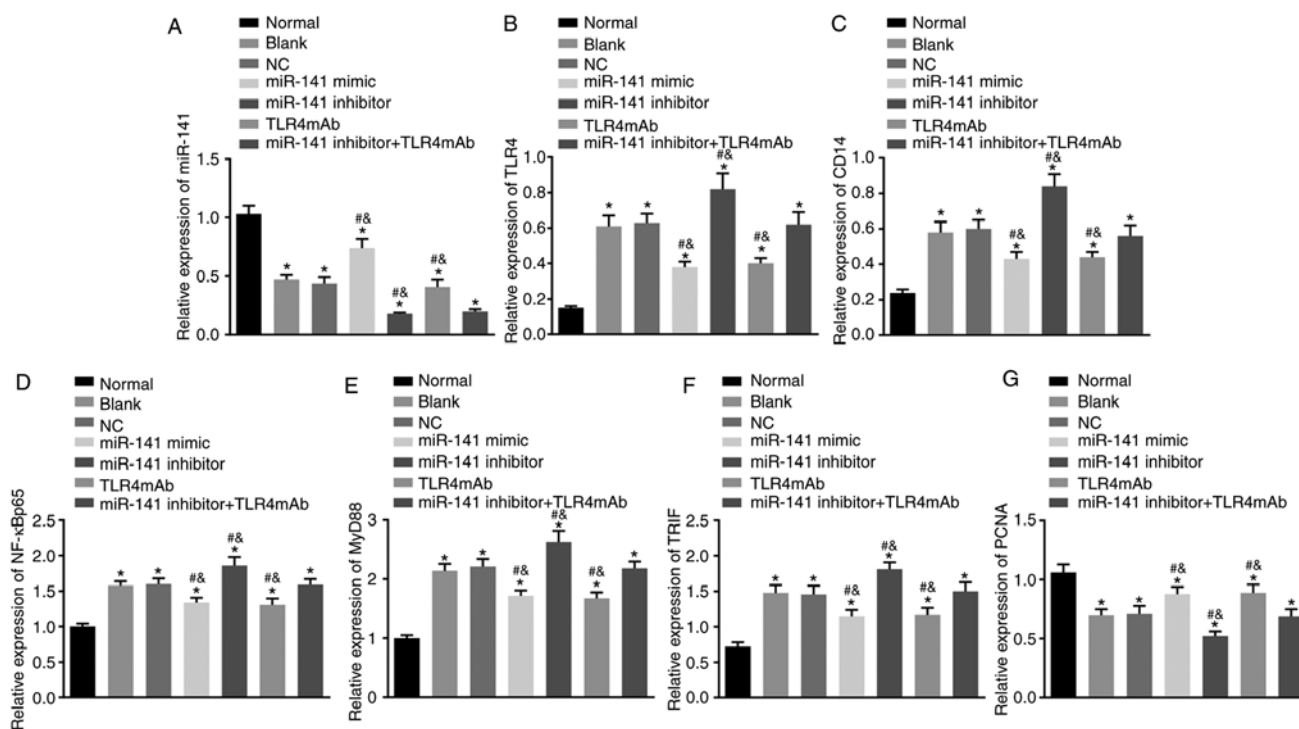 A
Normal
Blank
NC
miR-141 mimic
miR-141 inhibitor
TLR4mAb
miR-141 inhibitor+TLR4mAb
Relative expression of miR-141
1.5
1.0
0.5
0.0
*
*
#&
*
#&
*
#&
*
*
B
Normal
Blank
NC
miR-141 mimic
miR-141 inhibitor
TLR4mAb
miR-141 inhibitor+TLR4mAb
Relative expression of TLR4
1.0
0.8
0.6
0.4
0.2
0.0
*
*
#&
*
#&
*
#&
*
*
C
Normal
Blank
NC
miR-141 mimic
miR-141 inhibitor
TLR4mAb
miR-141 inhibitor+TLR4mAb
Relative expression of CD14
1.0
0.8
0.6
0.4
0.2
0.0
*
*
#&
*
#&
*
#&
*
*
D
Normal
Blank
NC
miR-141 mimic
miR-141 inhibitor
TLR4mAb
miR-141 inhibitor+TLR4mAb
Relative expression of NF-κBp65
2.5
2.0
1.5
1.0
0.5
0.0
*
*
#&
*
#&
*
#&
*
*
E
Normal
Blank
NC
miR-141 mimic
miR-141 inhibitor
TLR4mAb
miR-141 inhibitor+TLR4mAb
Relative expression of MyD88
3
2
1
0
*
*
#&
*
#&
*
#&
*
*
F
Normal
Blank
NC
miR-141 mimic
miR-141 inhibitor
TLR4mAb
miR-141 inhibitor+TLR4mAb
Relative expression of TRIF
2.5
2.0
1.5
1.0
0.5
0.0
*
*
#&
*
#&
*
#&
*
*
G
Normal
Blank
NC
miR-141 mimic
miR-141 inhibitor
TLR4mAb
miR-141 inhibitor+TLR4mAb
Relative expression of PCNA
1.5
1.0
0.5
0.0
*
*
#&
*
#&
*
#&
*
*